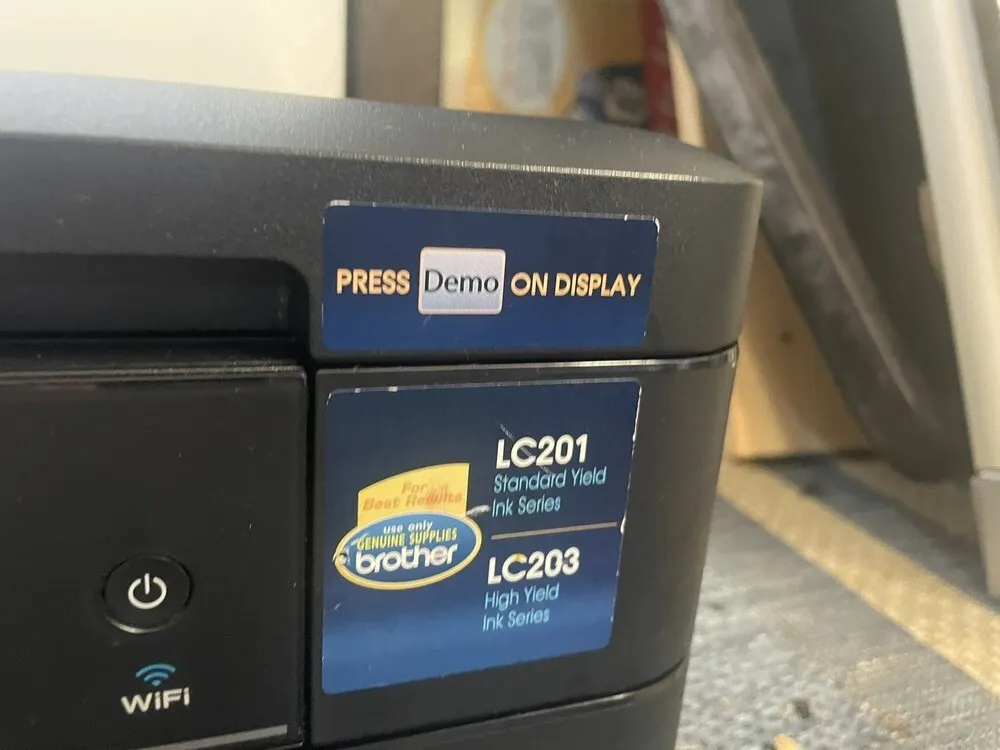 PRESS Demo ON DISPLAY
For
Best Results
use only
GENUINE SUPPLIES
brother
LC201
Standard Yield
Ink Series
LC203
High Yield
Ink Series
WiFi